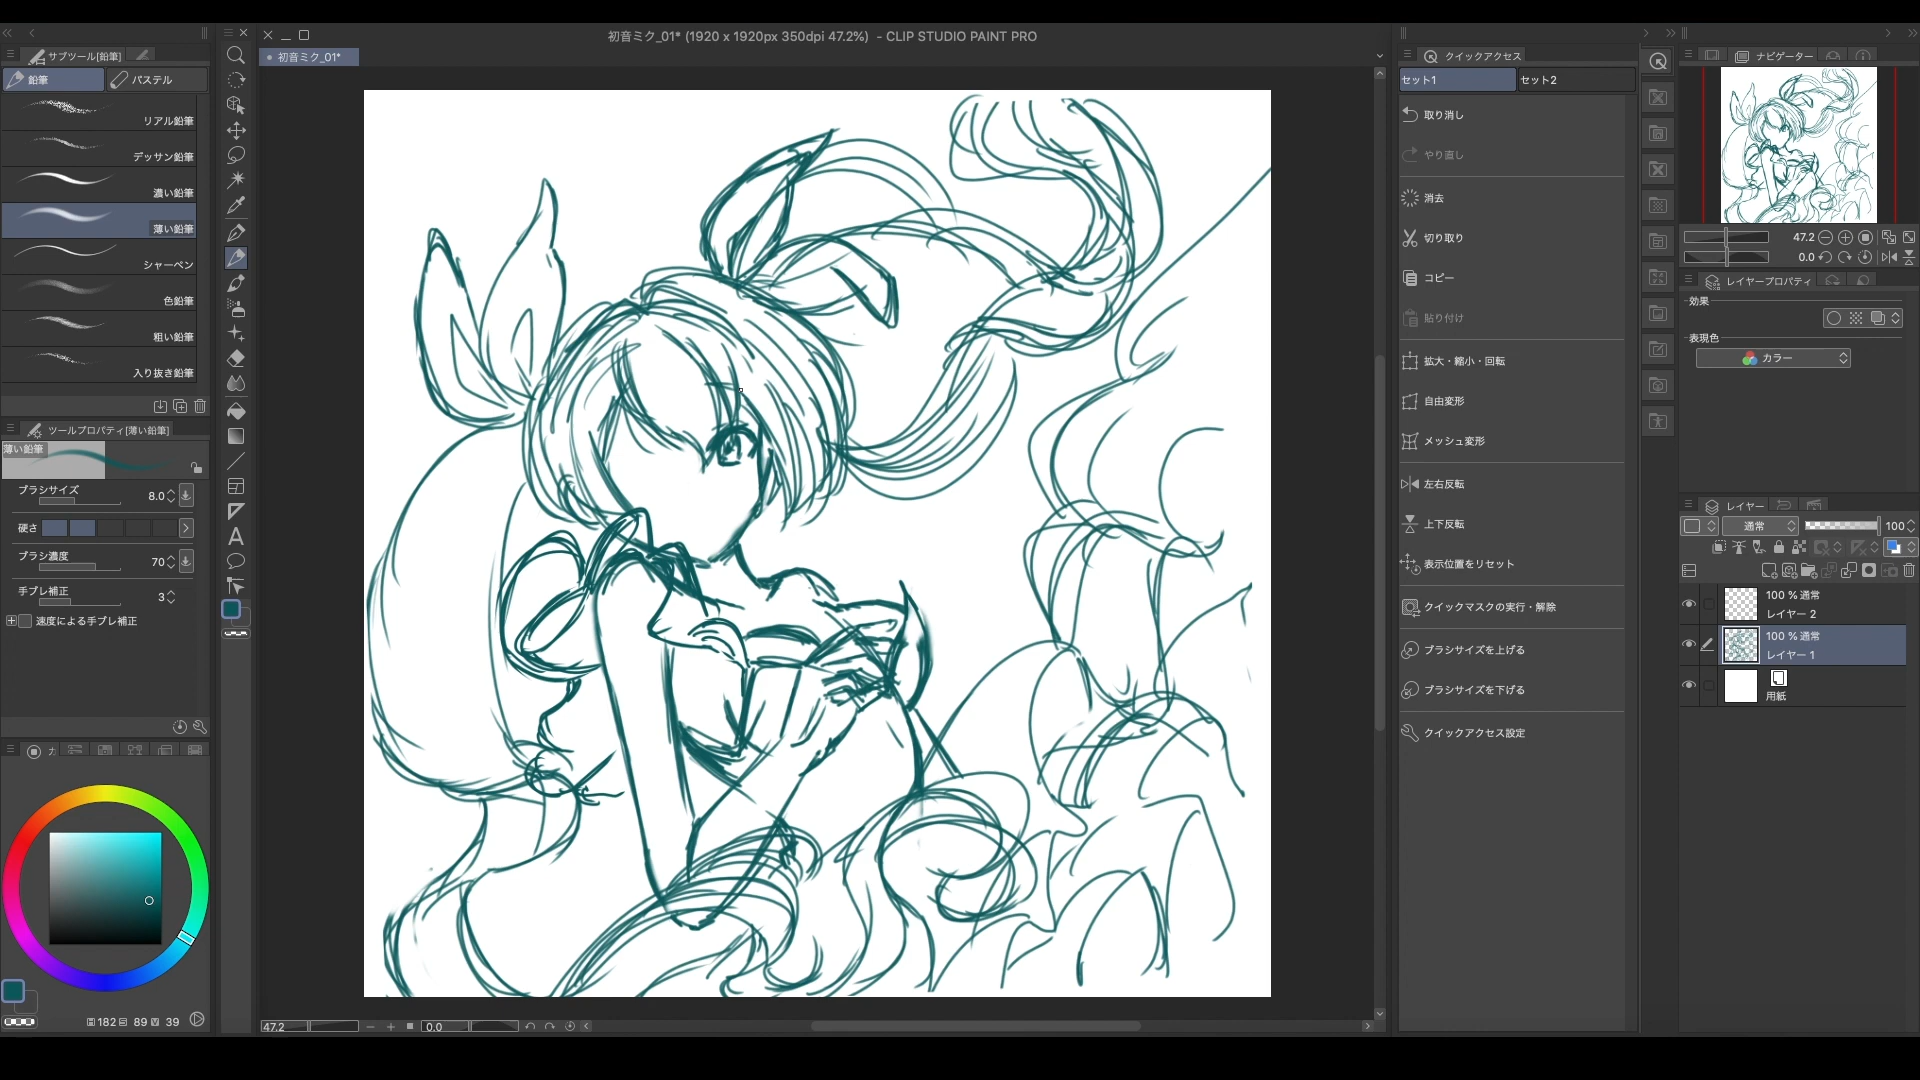 初音ミク_01* (1920 x 1920px 350dpi 47.2%) - CLIP STUDIO PAINT PRO
サブツール[鉛筆]
鉛筆
パステル
リアル鉛筆
デッサン鉛筆
濃い鉛筆
薄い鉛筆
シャーペン
色鉛筆
粗い鉛筆
入り抜き鉛筆
ツールプロパティ[薄い鉛筆]
薄い鉛筆
ブラシサイズ 8.0
硬さ
ブラシ濃度 70
手ブレ補正 3
速度による手ブレ補正
カ
H 182 S 89 V 39
初音ミク_01*
47.2
0.0
クイックアクセス
セット1
セット2
取り消し
やり直し
消去
切り取り
コピー
貼り付け
拡大・縮小・回転
自由変形
メッシュ変形
左右反転
上下反転
表示位置をリセット
クイックマスクの実行・解除
ブラシサイズを上げる
ブラシサイズを下げる
クイックアクセス設定
ナビゲーター
47.2
0.0
レイヤープロパティ
効果
表現色
カラー
レイヤー
通常 100
100 % 通常
レイヤー 2
100 % 通常
レイヤー 1
用紙